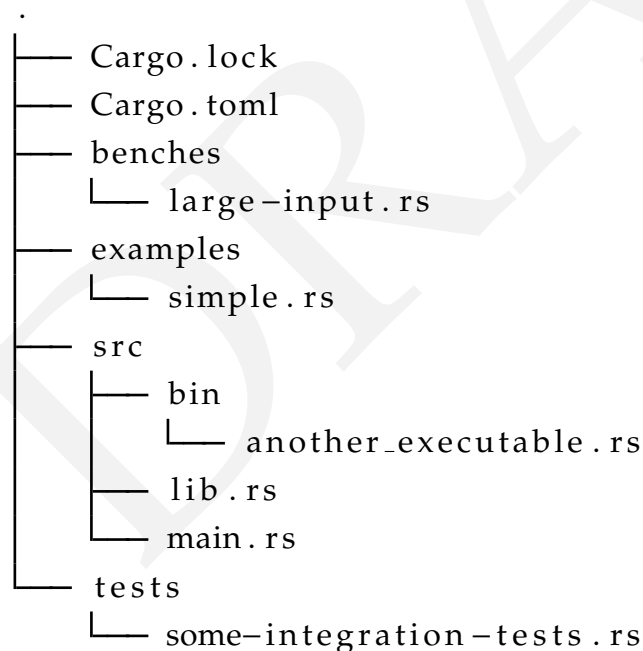 .
├── Cargo.lock
├── Cargo.toml
├── benches
│   └── large-input.rs
├── examples
│   └── simple.rs
├── src
│   ├── bin
│   │   └── another_executable.rs
│   ├── lib.rs
│   └── main.rs
└── tests
    └── some-integration-tests.rs